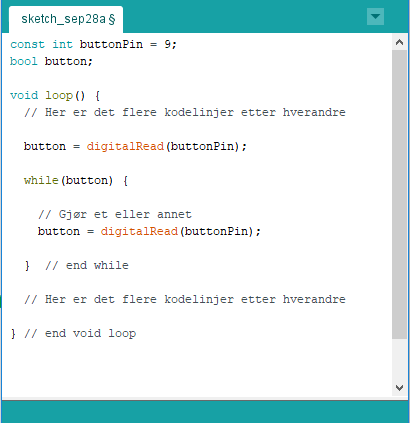 sketch_sep28a §
const int buttonPin = 9;
bool button;
void loop() {
// Her er det flere kodelinjer etter hverandre
button = digitalRead(buttonPin);
while(button) {
// Gjør et eller annet
button = digitalRead(buttonPin);
} // end while
// Her er det flere kodelinjer etter hverandre
} // end void loop